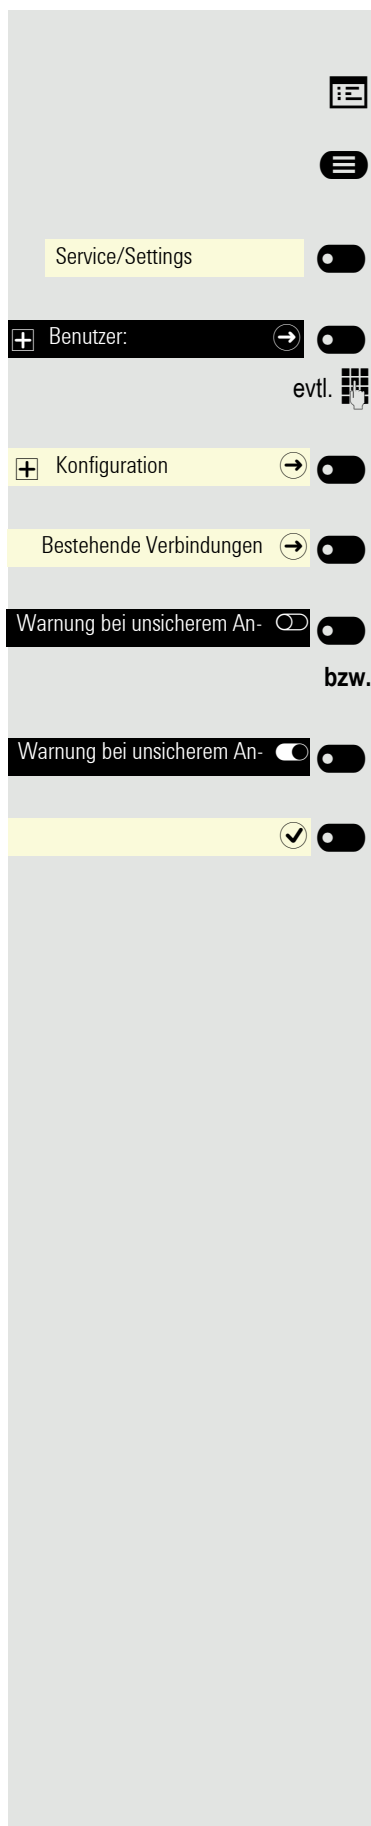 Service/Settings
Benutzer:
evtl.
Konfiguration
Bestehende Verbindungen
Warnung bei unsicherem An-
bzw.
Warnung bei unsicherem An-